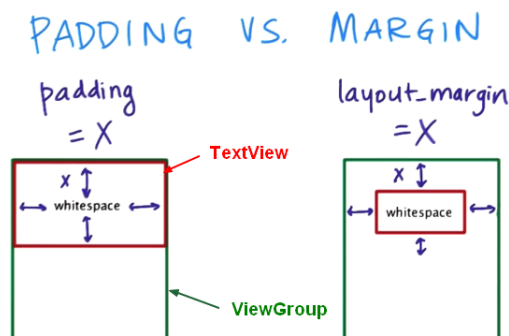 PADDING VS. MARGIN
padding
= X
layout_margin
= X
TextView
x
whitespace
x
whitespace
ViewGroup